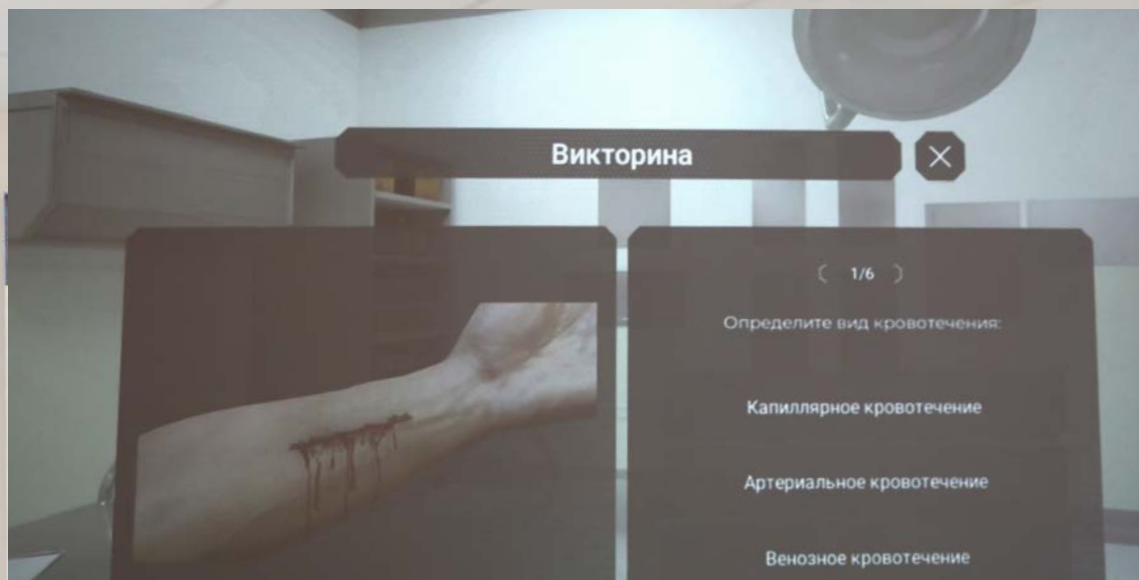 Викторина
1/6
Определите вид кровотечения:
Капиллярное кровотечение
Артериальное кровотечение
Венозное кровотечение